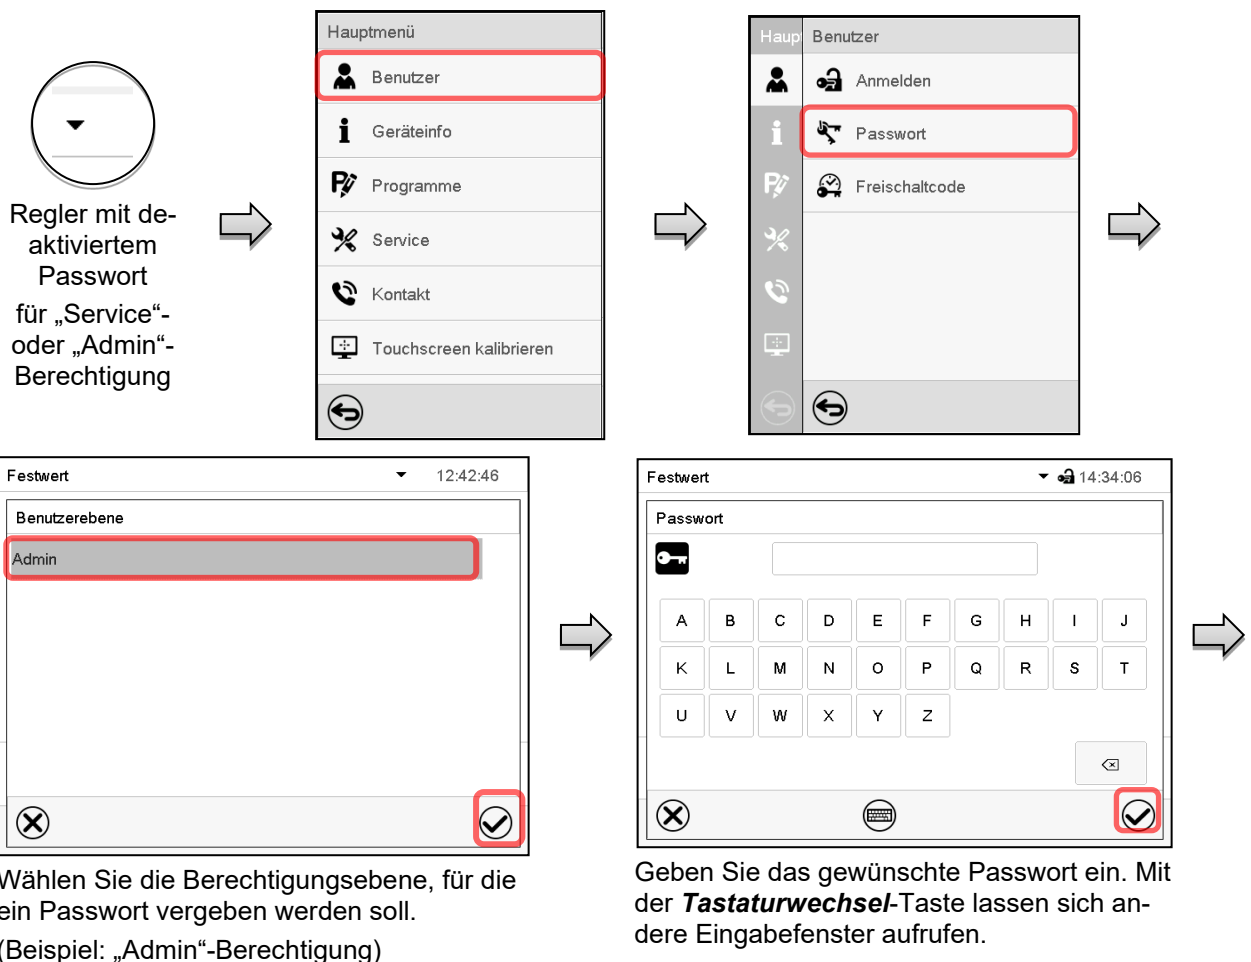 Regler mit de-
aktiviertem
Passwort
für „Service“-
oder „Admin“-
Berechtigung
Hauptmenü
Benutzer
Geräteinfo
Programme
Service
Kontakt
Touchscreen kalibrieren
Haup
Benutzer
Anmelden
Passwort
Freischaltcode
Festwert 12:42:46
Benutzerebene
Admin
Wählen Sie die Berechtigungsebene, für die
ein Passwort vergeben werden soll.
(Beispiel: „Admin“-Berechtigung)
Festwert 14:34:06
Passwort
A B C D E F G H I J
K L M N O P Q R S T
U V W X Y Z
Geben Sie das gewünschte Passwort ein. Mit
der Tastaturwechsel-Taste lassen sich an-
dere Eingabefenster aufrufen.